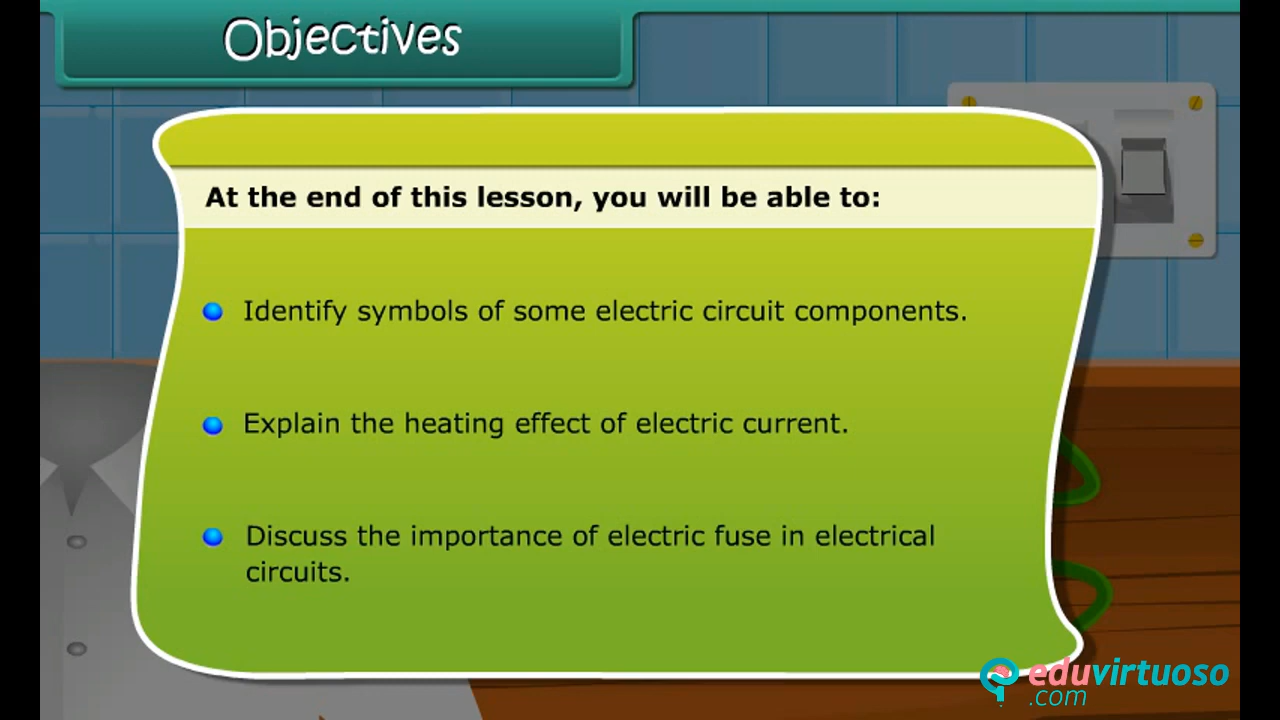 Objectives
At the end of this lesson, you will be able to:
Identify symbols of some electric circuit components.
Explain the heating effect of electric current.
Discuss the importance of electric fuse in electrical
circuits.
eduvirtuoso
.com